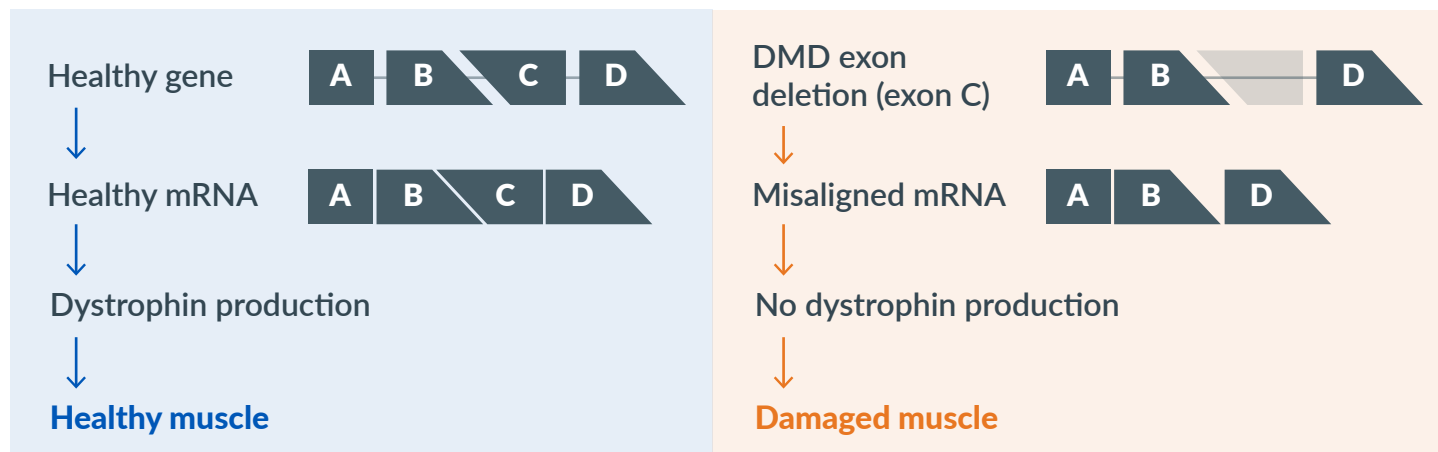 Healthy gene
A B C D
Healthy mRNA
A B C D
Dystrophin production
Healthy muscle
DMD exon
deletion (exon C)
A B D
Misaligned mRNA
A B D
No dystrophin production
Damaged muscle